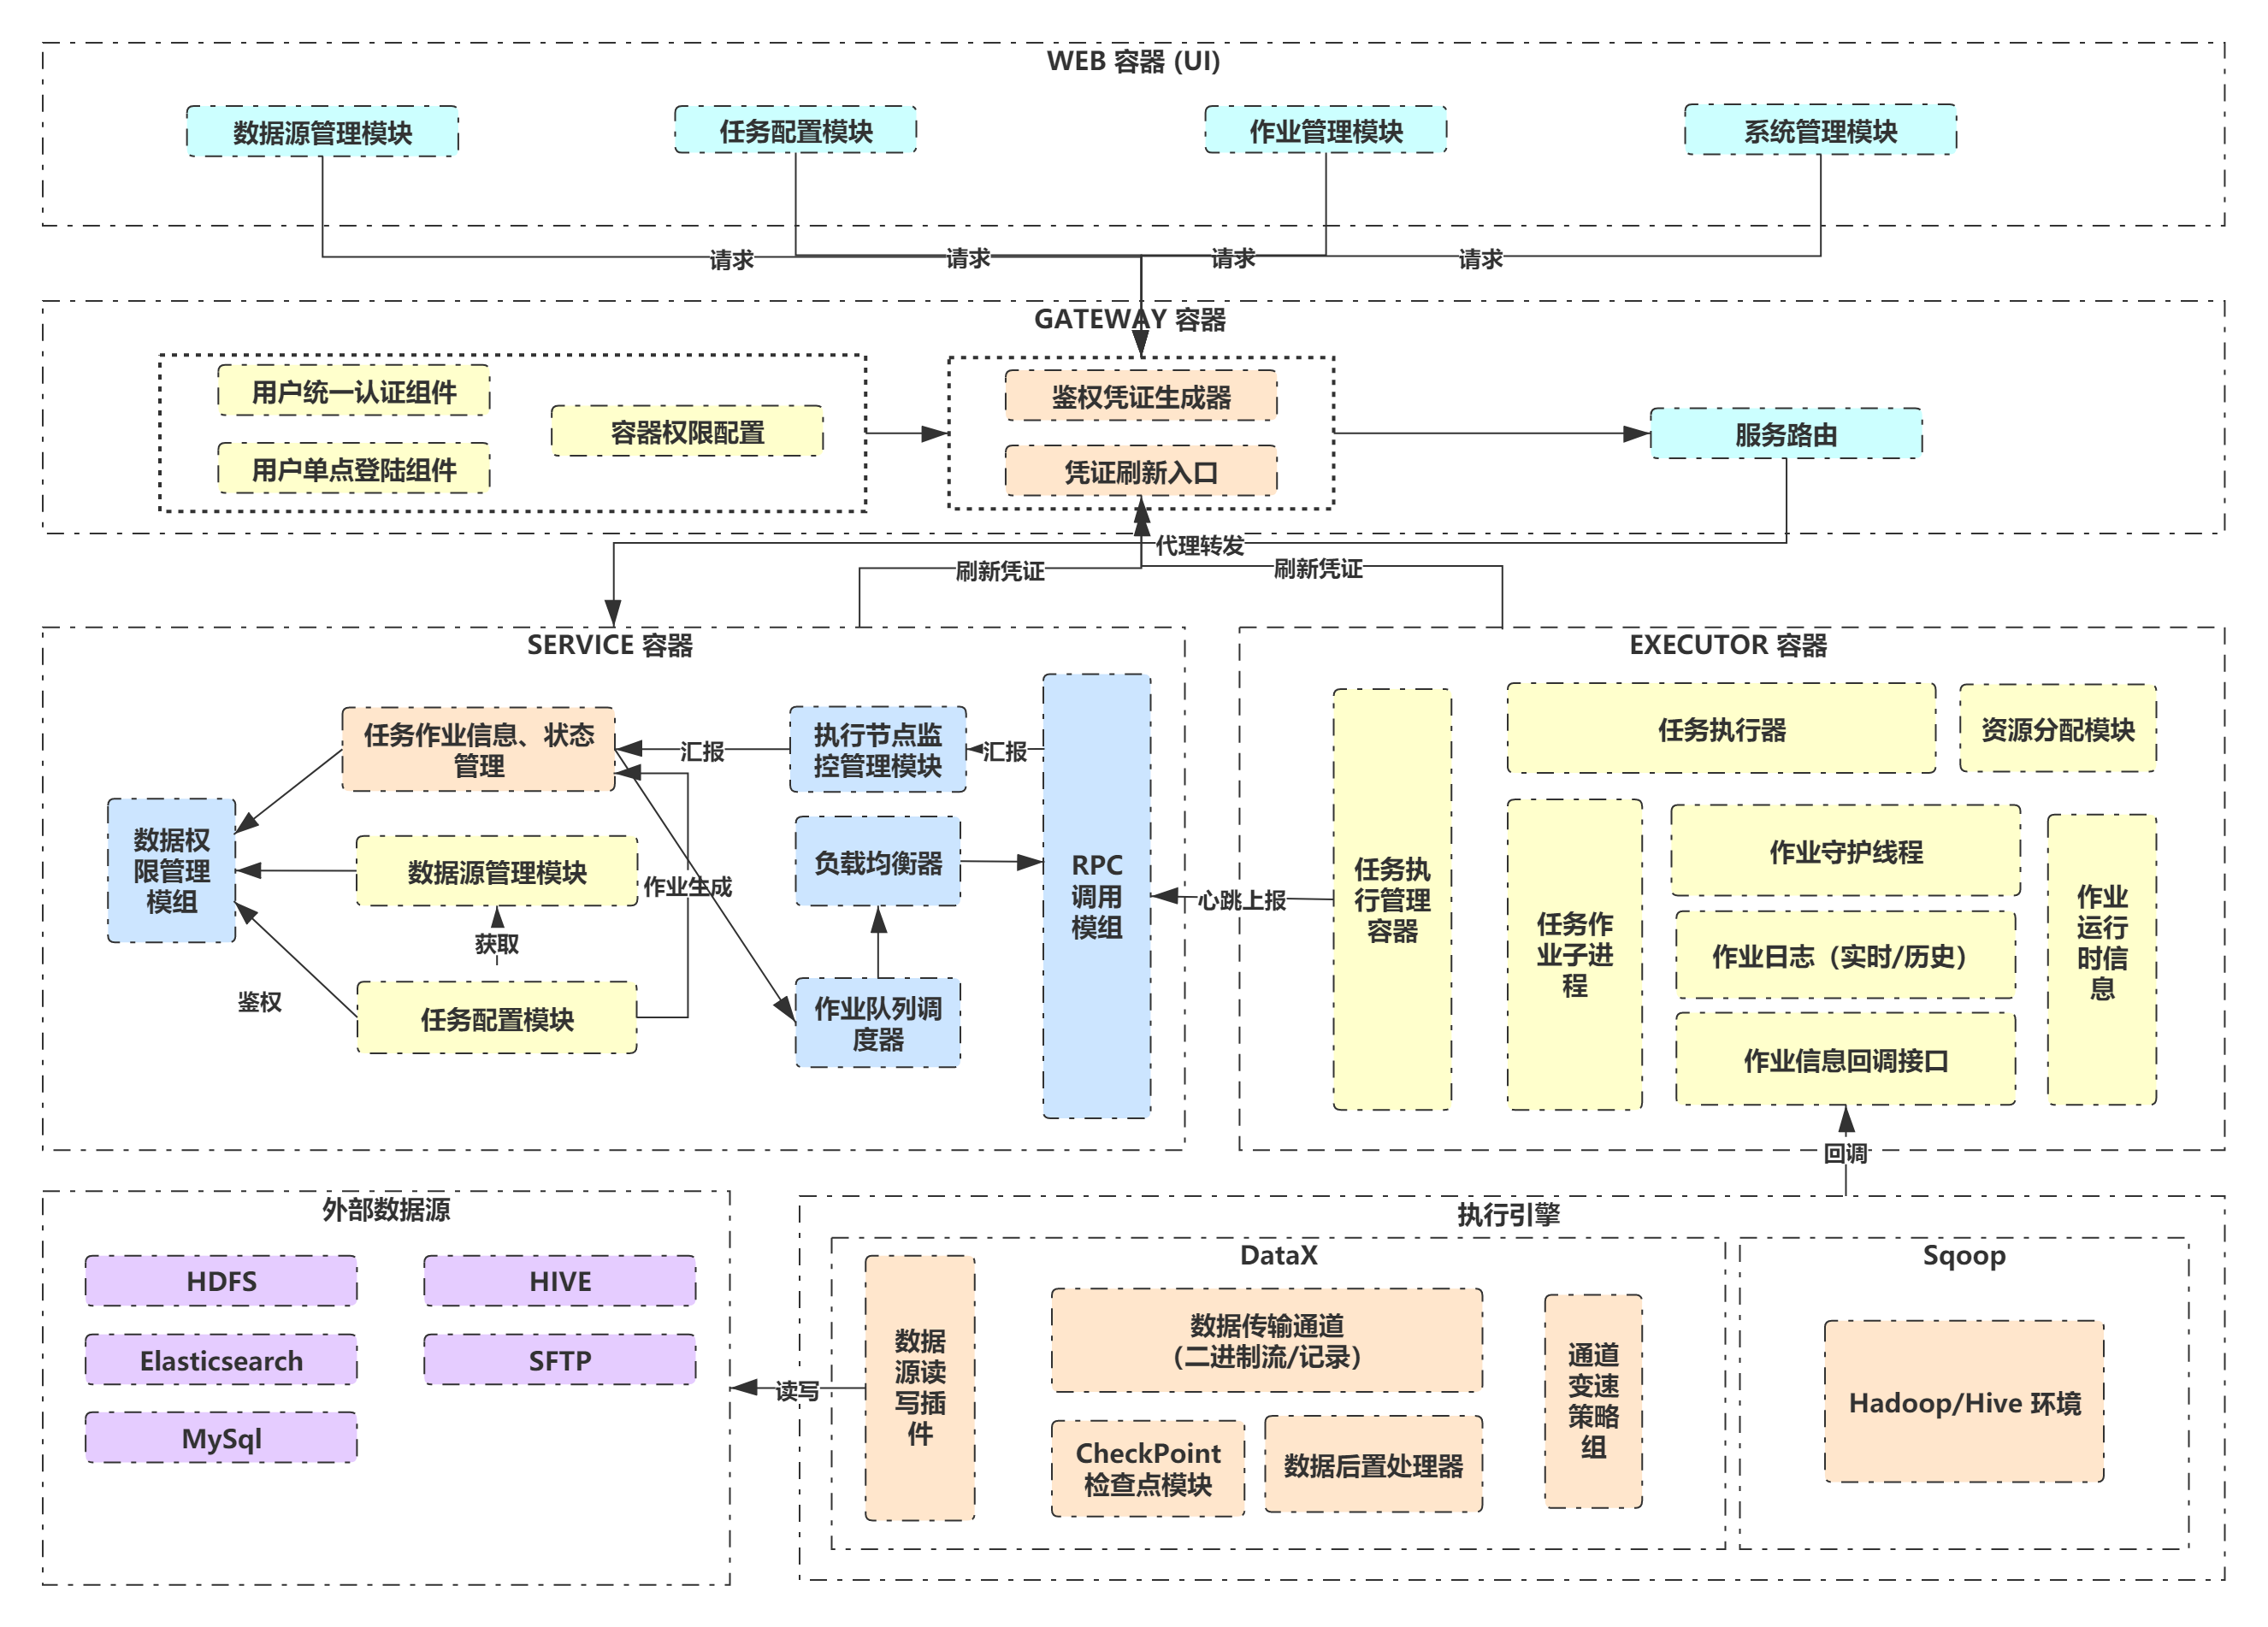 WEB 容器 (UI)
数据源管理模块
任务配置模块
作业管理模块
系统管理模块
请求
请求
请求
请求
GATEWAY 容器
用户统一认证组件
用户单点登陆组件
容器权限配置
鉴权凭证生成器
凭证刷新入口
服务路由
代理转发
刷新凭证
刷新凭证
SERVICE 容器
任务作业信息、状态
管理
汇报
执行节点监
控管理模块
汇报
数据权
限管理
模组
数据源管理模块
作业生成
负载均衡器
RPC
调用
模组
获取
鉴权
任务配置模块
作业队列调
度器
心跳上报
EXECUTOR 容器
任务执
行管理
容器
任务执行器
资源分配模块
任务作
业子进
程
作业守护线程
作业日志（实时/历史）
作业信息回调接口
作业
运行
时信
息
回调
外部数据源
HDFS
HIVE
Elasticsearch
SFTP
MySql
读写
执行引擎
DataX
数据
源读
写插
件
数据传输通道
（二进制流/记录）
CheckPoint
检查点模块
数据后置处理器
通道
变速
策略
组
Sqoop
Hadoop/Hive 环境